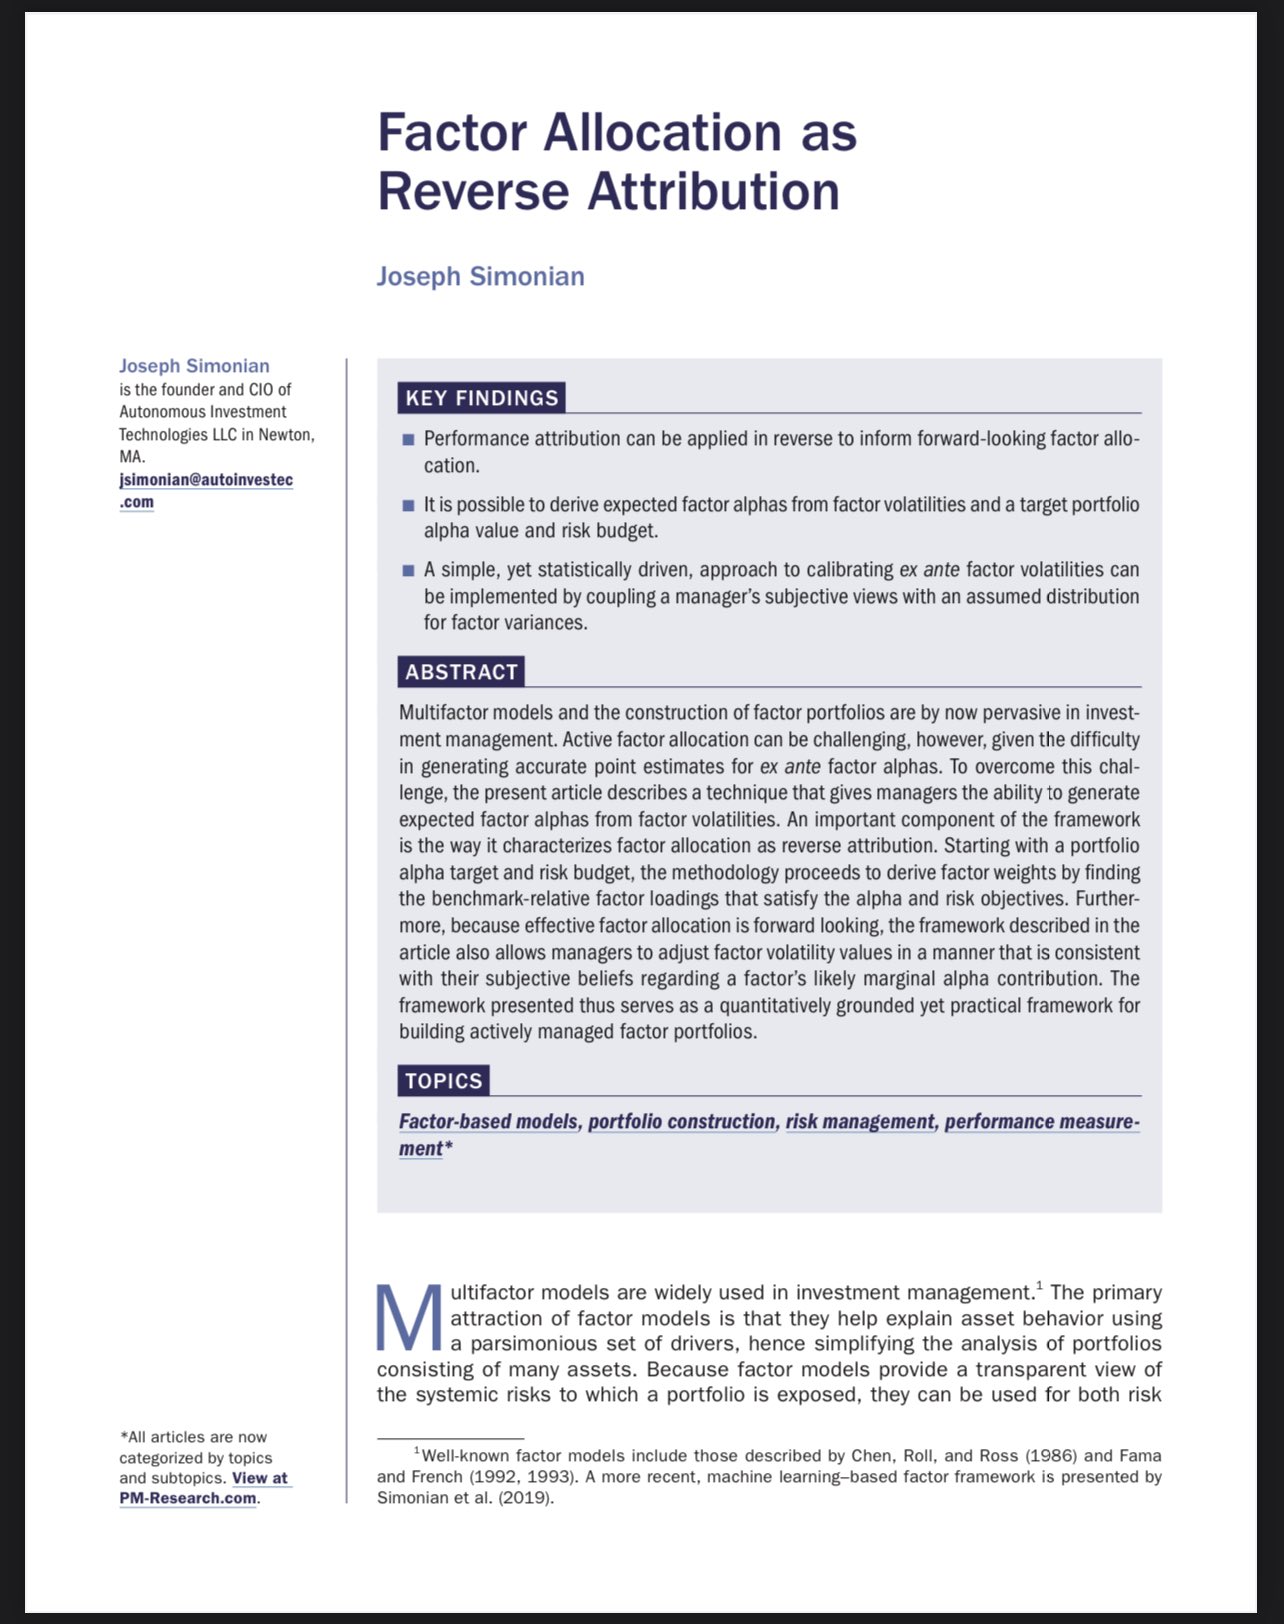 Factor Allocation as
Reverse Attribution
Joseph Simonian
Joseph Simonian
is the founder and CIO of
Autonomous Investment
Technologies LLC in Newton,
MA.
jsimonian@autoinvestec
.com
KEY FINDINGS
■ Performance attribution can be applied in reverse to inform forward-looking factor allo-
cation.
■ It is possible to derive expected factor alphas from factor volatilities and a target portfolio
alpha value and risk budget.
■ A simple, yet statistically driven, approach to calibrating ex ante factor volatilities can
be implemented by coupling a manager’s subjective views with an assumed distribution
for factor variances.
ABSTRACT
Multifactor models and the construction of factor portfolios are by now pervasive in invest-
ment management. Active factor allocation can be challenging, however, given the difficulty
in generating accurate point estimates for ex ante factor alphas. To overcome this chal-
lenge, the present article describes a technique that gives managers the ability to generate
expected factor alphas from factor volatilities. An important component of the framework
is the way it characterizes factor allocation as reverse attribution. Starting with a portfolio
alpha target and risk budget, the methodology proceeds to derive factor weights by finding
the benchmark-relative factor loadings that satisfy the alpha and risk objectives. Further-
more, because effective factor allocation is forward looking, the framework described in the
article also allows managers to adjust factor volatility values in a manner that is consistent
with their subjective beliefs regarding a factor’s likely marginal alpha contribution. The
framework presented thus serves as a quantitatively grounded yet practical framework for
building actively managed factor portfolios.
TOPICS
Factor-based models, portfolio construction, risk management, performance measure-
ment*
Multifactor models are widely used in investment management.¹ The primary
attraction of factor models is that they help explain asset behavior using
a parsimonious set of drivers, hence simplifying the analysis of portfolios
consisting of many assets. Because factor models provide a transparent view of
the systemic risks to which a portfolio is exposed, they can be used for both risk
*All articles are now
categorized by topics
and subtopics. View at
PM-Research.com.
¹Well-known factor models include those described by Chen, Roll, and Ross (1986) and Fama
and French (1992, 1993). A more recent, machine learning–based factor framework is presented by
Simonian et al. (2019).